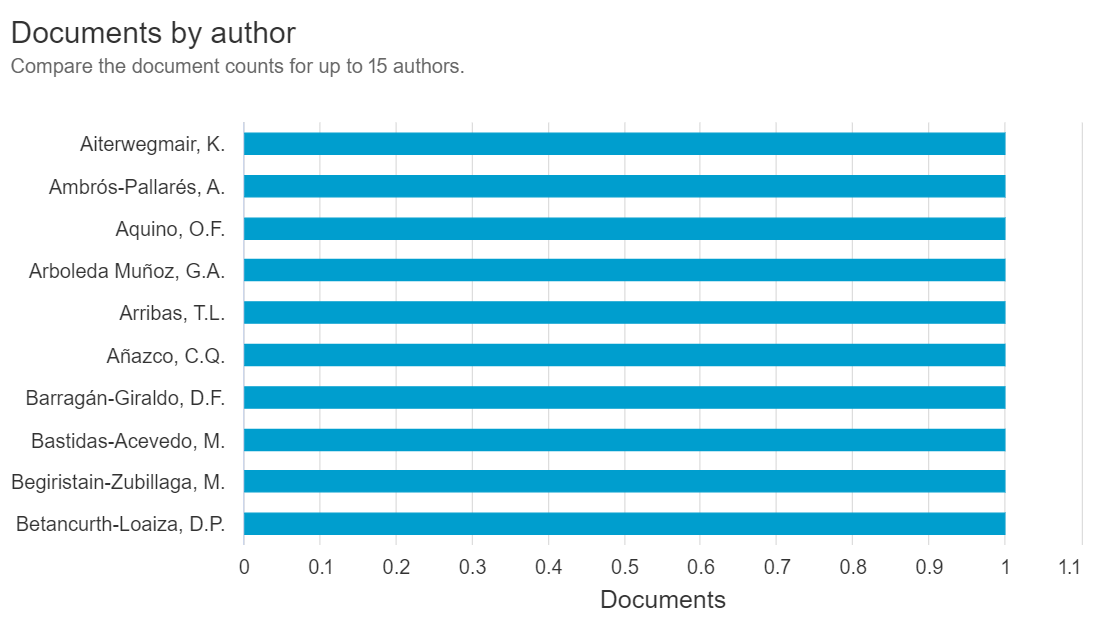 Documents by author
Compare the document counts for up to 15 authors.
Aiterwegmair, K.
Ambrós-Pallarés, A.
Aquino, O.F.
Arboleda Muñoz, G.A.
Arribas, T.L.
Añazco, C.Q.
Barragán-Giraldo, D.F.
Bastidas-Acevedo, M.
Begiristain-Zubillaga, M.
Betancurth-Loaiza, D.P.
0 0.1 0.2 0.3 0.4 0.5 0.6 0.7 0.8 0.9 1 1.1
Documents